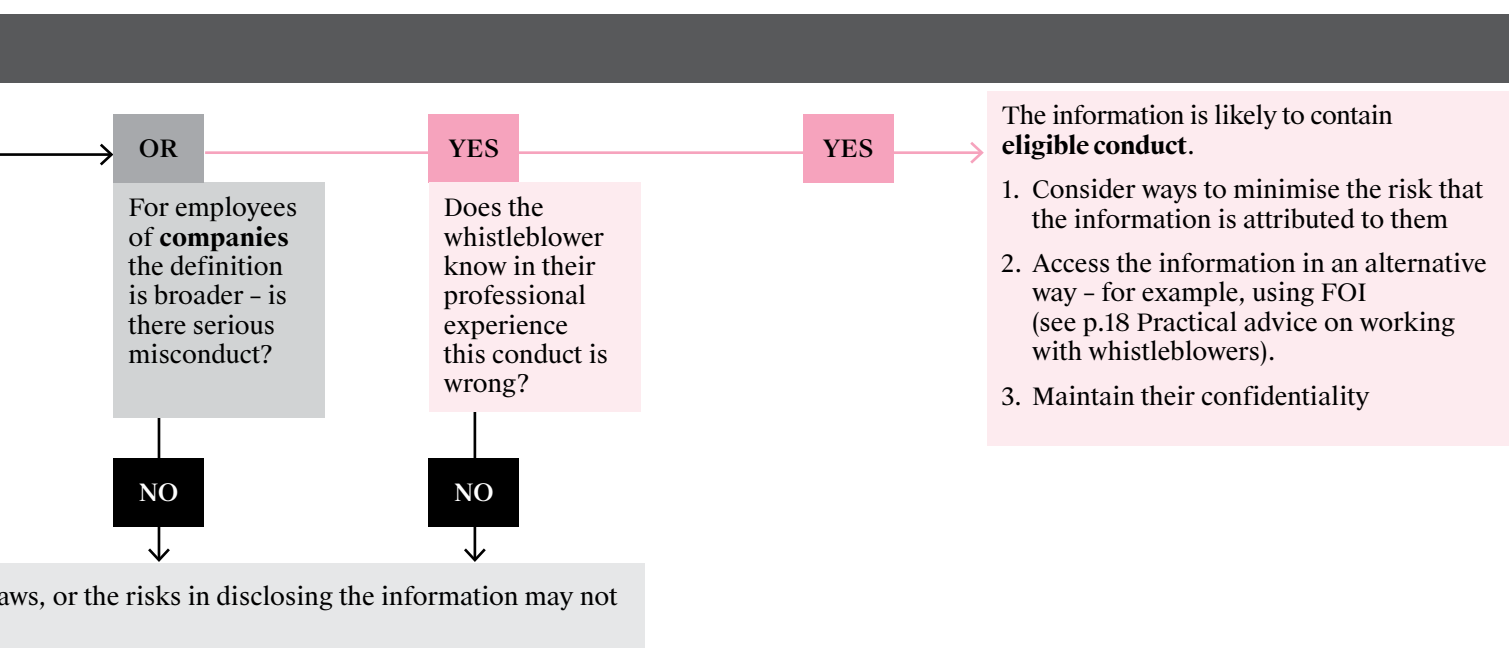 OR
For employees
of companies
the definition
is broader – is
there serious
misconduct?
NO
YES
Does the
whistleblower
know in their
professional
experience
this conduct is
wrong?
NO
YES
The information is likely to contain
eligible conduct.
1. Consider ways to minimise the risk that
the information is attributed to them
2. Access the information in an alternative
way – for example, using FOI
(see p.18 Practical advice on working
with whistleblowers).
3. Maintain their confidentiality
aws, or the risks in disclosing the information may not